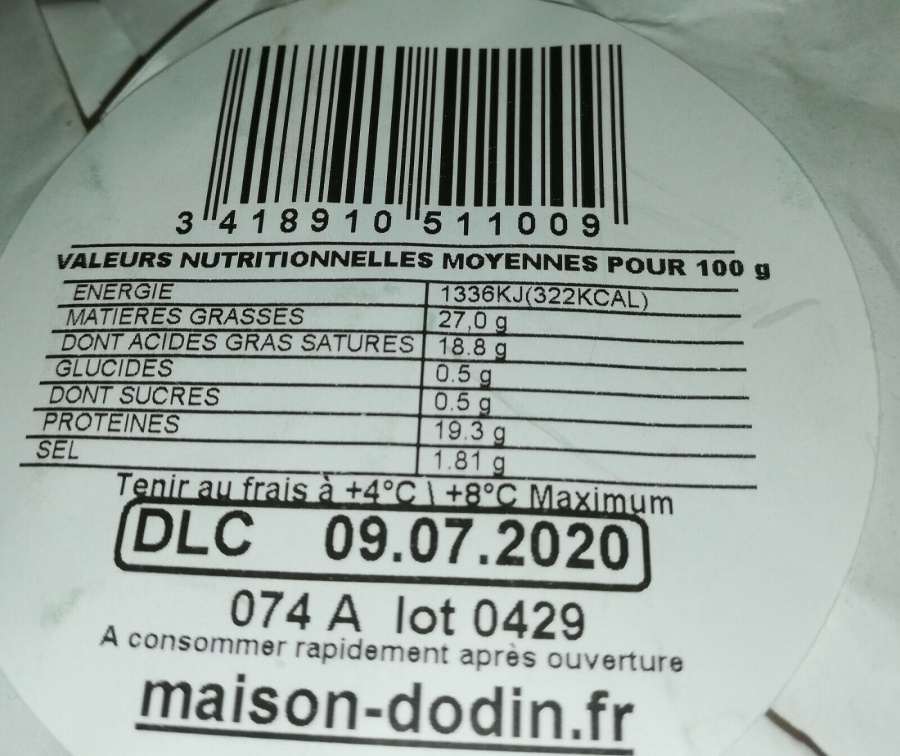 3 418910 511009
VALEURS NUTRITIONNELLES MOYENNES POUR 100 g
ENERGIE 1336KJ(322KCAL)
MATIERES GRASSES 27,0 g
DONT ACIDES GRAS SATURES 18.8 g
GLUCIDES 0.5 g
DONT SUCRES 0.5 g
PROTEINES 19.3 g
SEL 1.81 g
Tenir au frais à +4°C \ +8°C Maximum
DLC 09.07.2020
074 A lot 0429
A consommer rapidement après ouverture
maison-dodin.fr